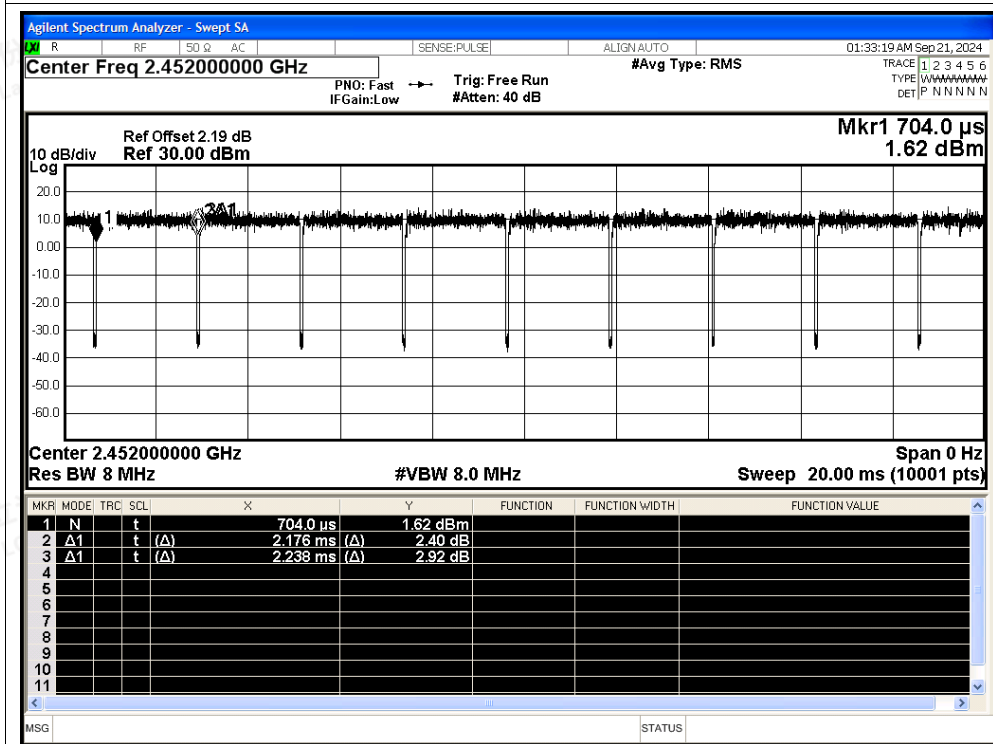 Agilent Spectrum Analyzer - Swept SA
LXI R RF 50 Ω AC SENSE:PULSE ALIGN AUTO 01:33:19 AM Sep 21, 2024
Center Freq 2.452000000 GHz #Avg Type: RMS TRACE 1 2 3 4 5 6
PNO: Fast Trig: Free Run TYPE WWWWWW
IFGain:Low #Atten: 40 dB DET P N N N N N
Mkr1 704.0 µs
Ref Offset 2.19 dB
10 dB/div Ref 30.00 dBm 1.62 dBm
Log
20.0
10.0 1
0.00
-10.0
-20.0
-30.0
-40.0
-50.0
-60.0
Center 2.452000000 GHz Span 0 Hz
Res BW 8 MHz #VBW 8.0 MHz Sweep 20.00 ms (10001 pts)
MKR MODE TRC SCL X Y FUNCTION FUNCTION WIDTH FUNCTION VALUE
1 N t 704.0 µs 1.62 dBm
2 Δ1 t (Δ) 2.176 ms (Δ) 2.40 dB
3 Δ1 t (Δ) 2.238 ms (Δ) 2.92 dB
4
5
6
7
8
9
10
11
MSG STATUS